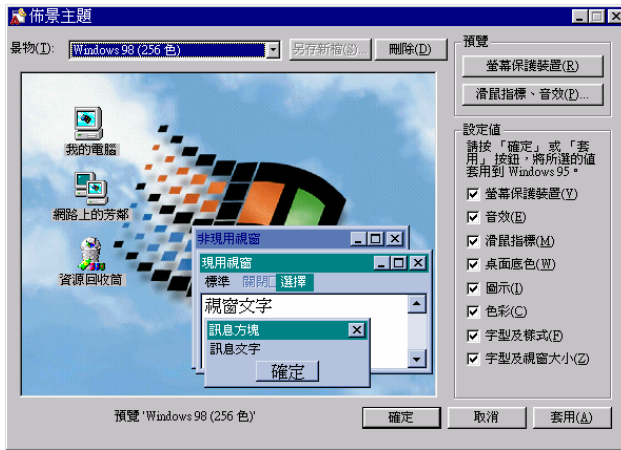 佈景主題
景物(T):
Windows 98 (256 色)
另存新檔(S)...
刪除(D)
預覽
螢幕保護裝置(R)
滑鼠指標、音效(P)...
我的電腦
網路上的芳鄰
資源回收筒
非現用視窗
現用視窗
標準 關閉 選擇
視窗文字
訊息方塊
訊息文字
確定
設定值
請按「確定」或「套
用」按鈕，將所選的值
套用到 Windows 95。
螢幕保護裝置(V)
音效(E)
滑鼠指標(M)
桌面底色(W)
圖示(I)
色彩(C)
字型及樣式(F)
字型及視窗大小(Z)
預覽 'Windows 98 (256 色)'
確定
取消
套用(A)